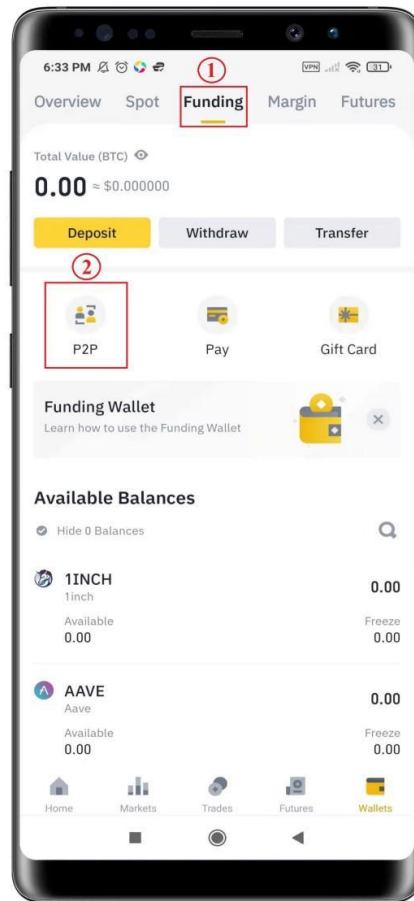 6:33 PM VPN 31
①
Overview Spot Funding Margin Futures
Total Value (BTC)
0.00 ≈ $0.000000
Deposit Withdraw Transfer
②
P2P Pay Gift Card
Funding Wallet
Learn how to use the Funding Wallet
Available Balances
Hide 0 Balances
1INCH 0.00
1inch
Available Freeze
0.00 0.00
AAVE 0.00
Aave
Available Freeze
0.00 0.00
Home Markets Trades Futures Wallets